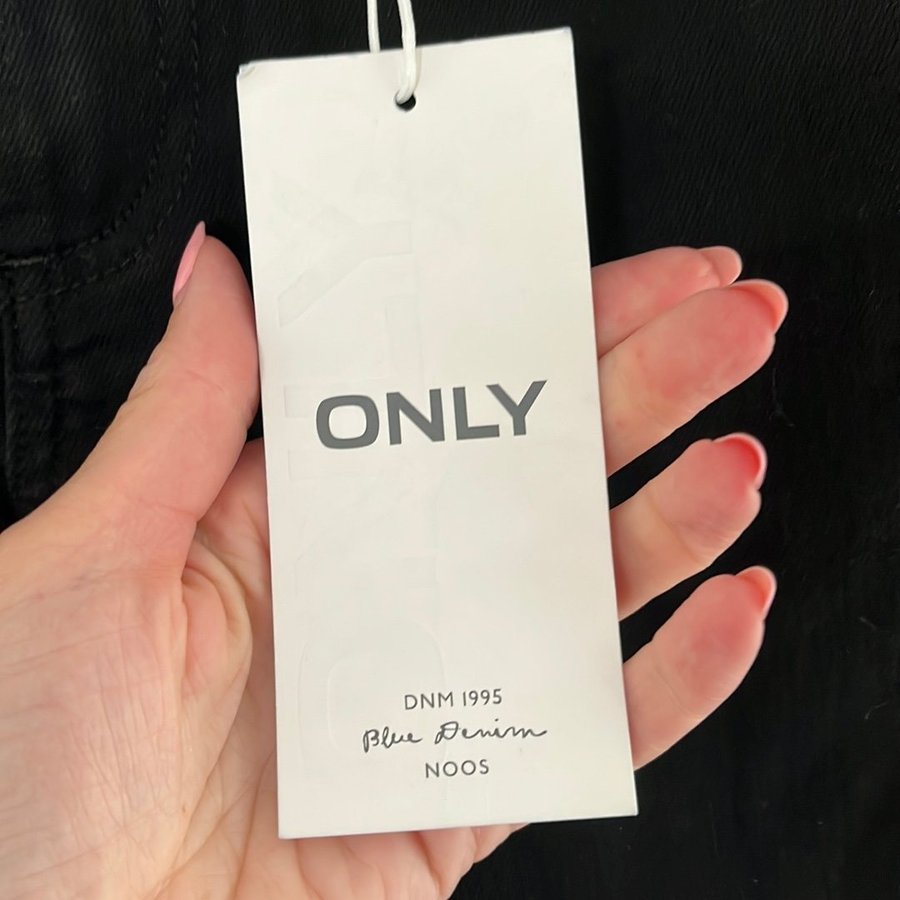 ONLY
DNM 1995
Blue Denim
NOOS